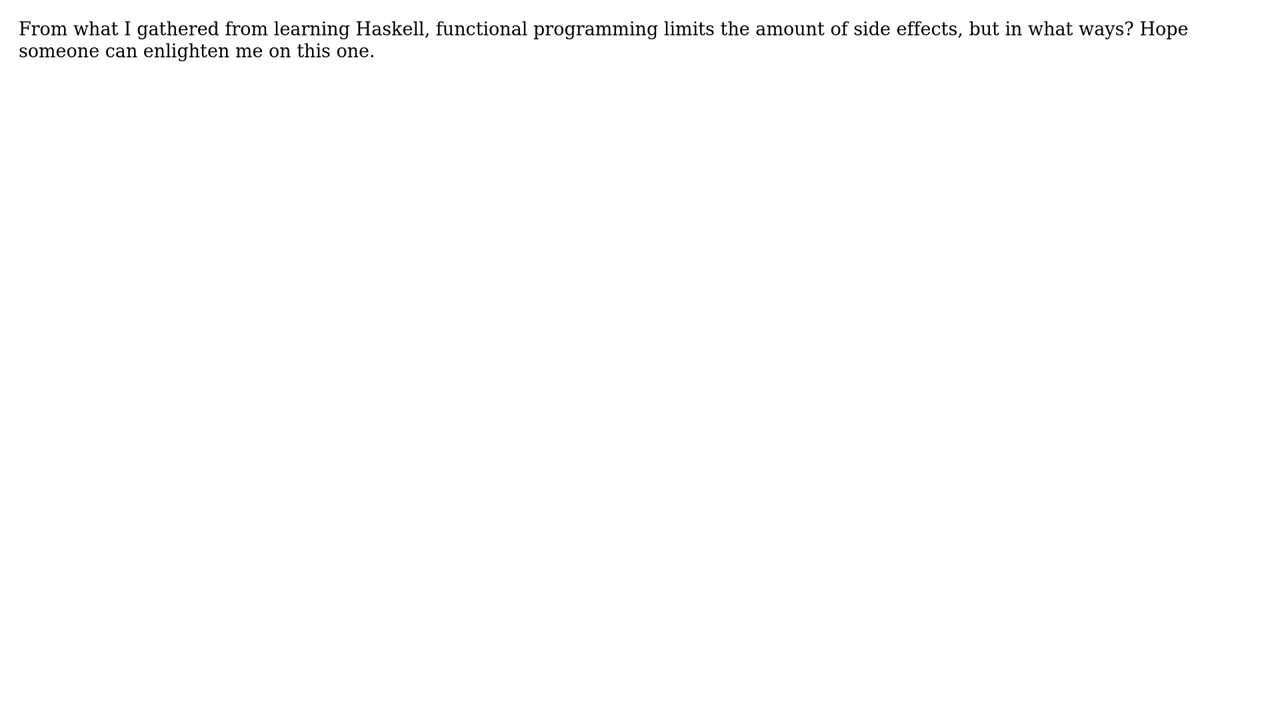 From what I gathered from learning Haskell, functional programming limits the amount of side effects, but in what ways? Hope
someone can enlighten me on this one.